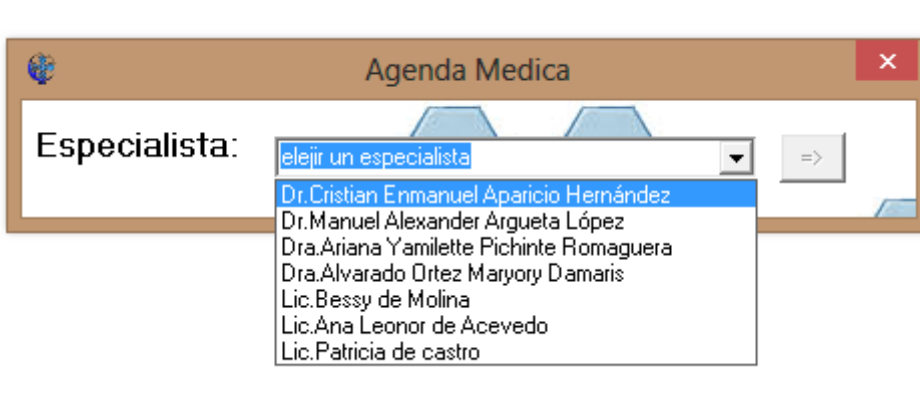 Agenda Medica
Especialista:
elejir un especialista
=>
Dr.Cristian Enmanuel Aparicio Hernández
Dr.Manuel Alexander Argueta López
Dra.Ariana Yamilette Pichinte Romaguera
Dra.Alvarado Ortez Maryory Damaris
Lic.Bessy de Molina
Lic.Ana Leonor de Acevedo
Lic.Patricia de castro